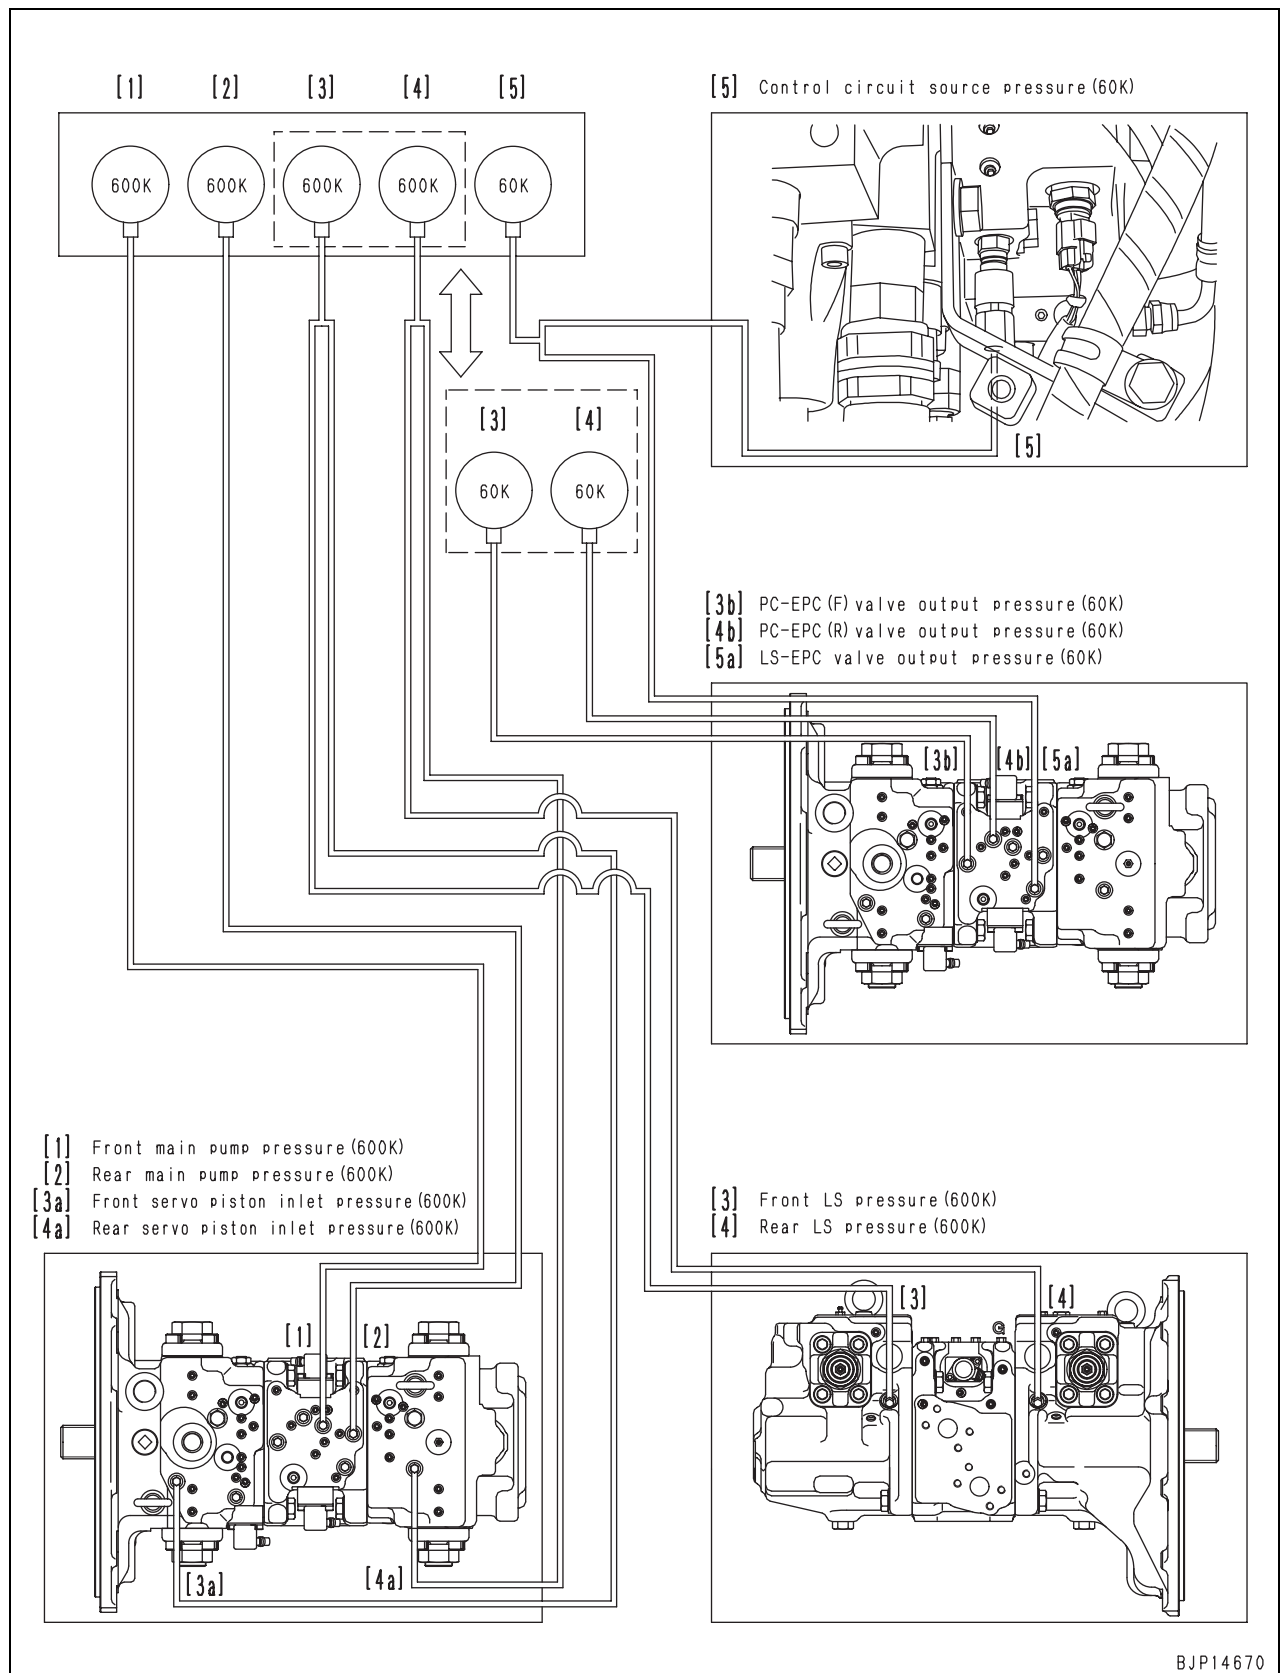 [1] [2] [3] [4] [5]
600K 600K 600K 600K 60K
[5] Control circuit source pressure(60K)
[5]
[3] [4]
60K 60K
[3b] PC-EPC(F)valve output pressure(60K)
[4b] PC-EPC(R)valve output pressure(60K)
[5a] LS-EPC valve output pressure(60K)
[3b] [4b] [5a]
[1] Front main pump pressure(600K)
[2] Rear main pump pressure(600K)
[3a] Front servo piston inlet pressure(600K)
[4a] Rear servo piston inlet pressure(600K)
[1] [2]
[3a] [4a]
[3] Front LS pressure(600K)
[4] Rear LS pressure(600K)
[3] [4]
BJP14670